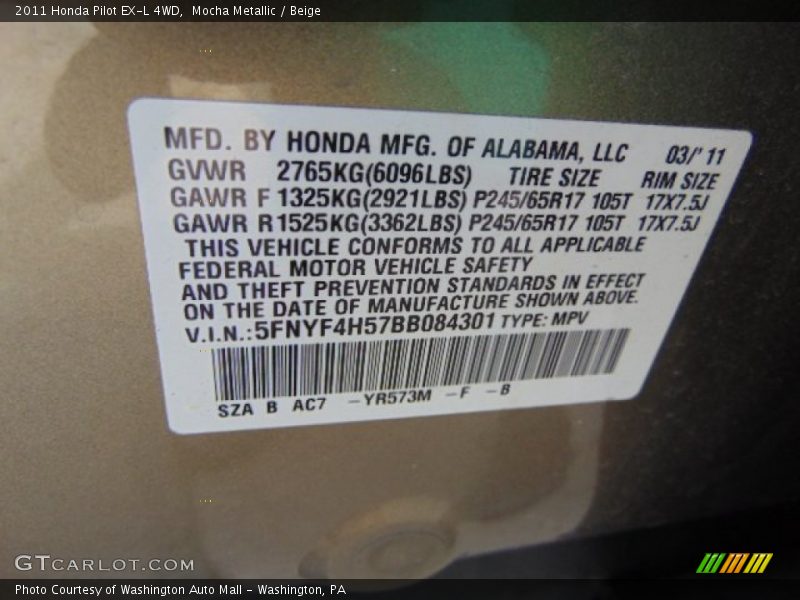 2011 Honda Pilot EX-L 4WD,  Mocha Metallic / Beige
MFD. BY HONDA MFG. OF ALABAMA, LLC 03/'11
GVWR 2765KG(6096LBS) TIRE SIZE RIM SIZE
GAWR F 1325KG(2921LBS) P245/65R17 105T 17X7.5J
GAWR R 1525KG(3362LBS) P245/65R17 105T 17X7.5J
THIS VEHICLE CONFORMS TO ALL APPLICABLE
FEDERAL MOTOR VEHICLE SAFETY
AND THEFT PREVENTION STANDARDS IN EFFECT
ON THE DATE OF MANUFACTURE SHOWN ABOVE.
V.I.N.:5FNYF4H57BB084301 TYPE: MPV
SZA B AC7 -YR573M -F -B
GTCARLOT.COM
Photo Courtesy of Washington Auto Mall - Washington, PA